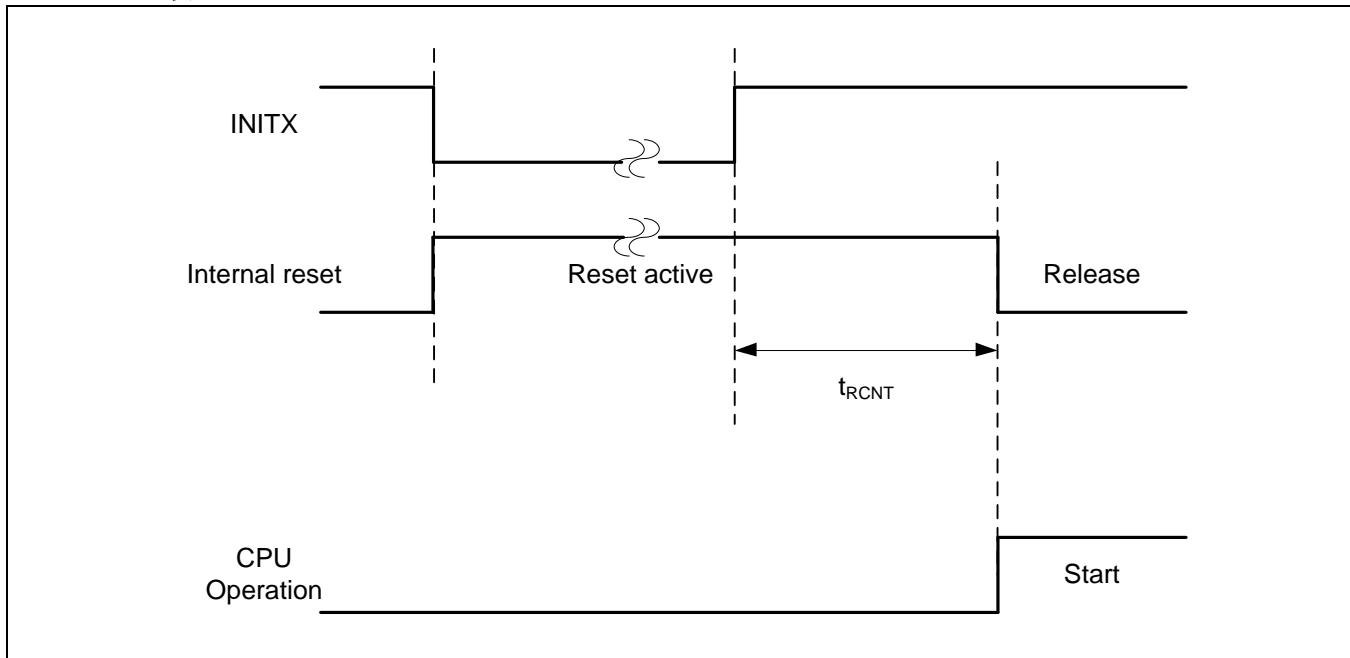 INITX
Internal reset
Reset active
Release
tRCNT
CPU
Operation
Start